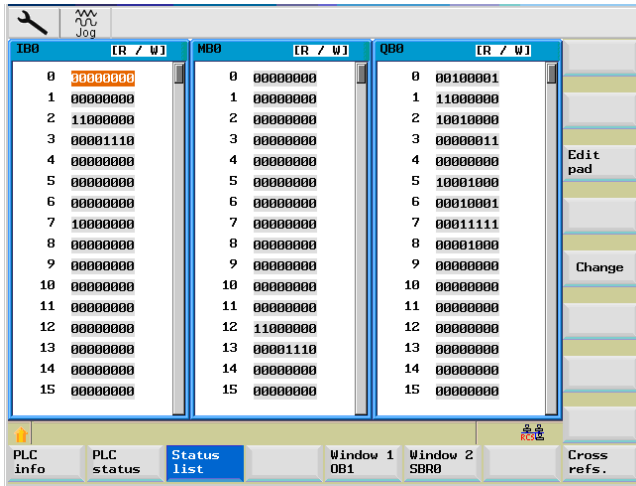 Jog
IB0 [R / W] MB0 [R / W] QB0 [R / W]
0 00000000 0 00000000 0 00100001
1 00000000 1 00000000 1 11000000
2 11000000 2 00000000 2 10010000
3 00001110 3 00000000 3 00000011
4 00000000 4 00000000 4 00000000
5 00000000 5 00000000 5 10001000
6 00000000 6 00000000 6 00010001
7 10000000 7 00000000 7 00011111
8 00000000 8 00000000 8 00001000
9 00000000 9 00000000 9 00000000
10 00000000 10 00000000 10 00000000
11 00000000 11 00000000 11 00000000
12 00000000 12 11000000 12 00000000
13 00000000 13 00001110 13 00000000
14 00000000 14 00000000 14 00000000
15 00000000 15 00000000 15 00000000
Edit
pad
Change
RCS
PLC
info
PLC
status
Status
list
Window 1
OB1
Window 2
SBR0
Cross
refs.